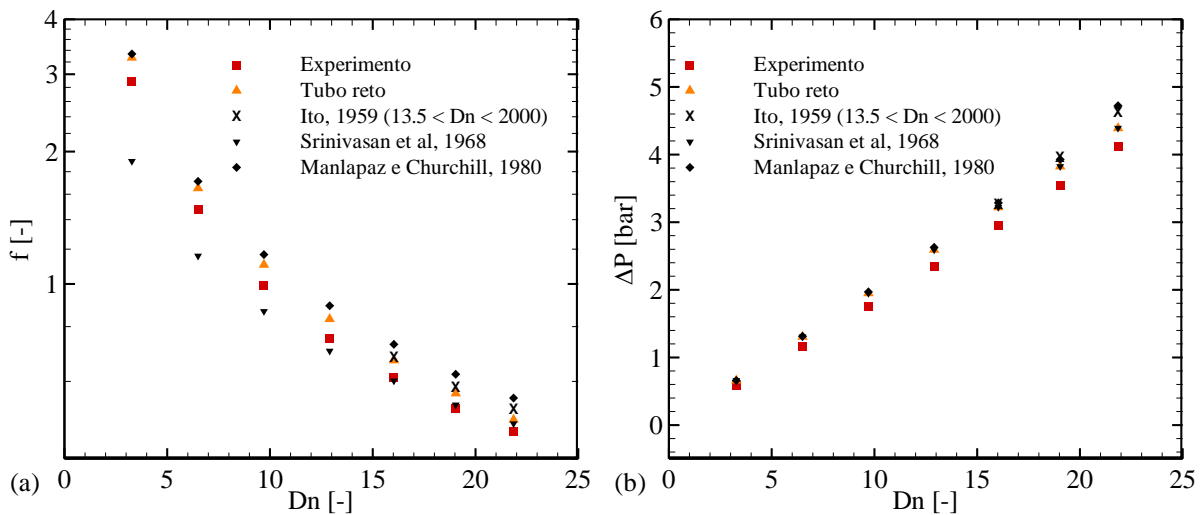 4
3
2
1
f [-]
Experimento
Tubo reto
Ito, 1959 (13.5 < Dn < 2000)
Srinivasan et al, 1968
Manlapaz e Churchill, 1980
0 5 10 15 20 25
Dn [-]
(a)
6
5
4
3
2
1
0
ΔP [bar]
Experimento
Tubo reto
Ito, 1959 (13.5 < Dn < 2000)
Srinivasan et al, 1968
Manlapaz e Churchill, 1980
0 5 10 15 20 25
Dn [-]
(b)